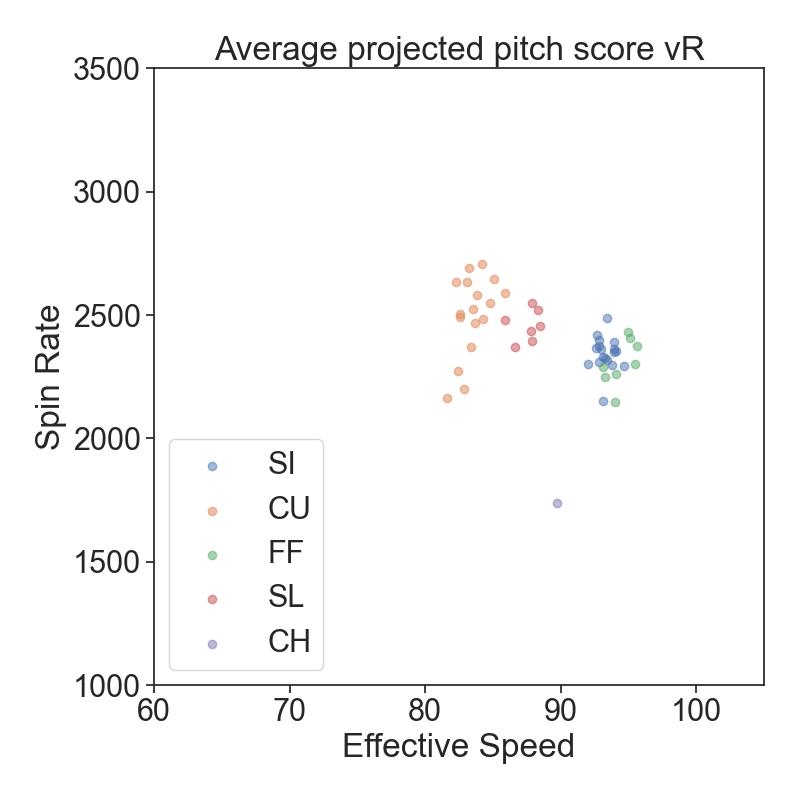 Average projected pitch score vR
3500
3000
2500
2000
1500
1000
Spin Rate
SI
CU
FF
SL
CH
60 70 80 90 100
Effective Speed